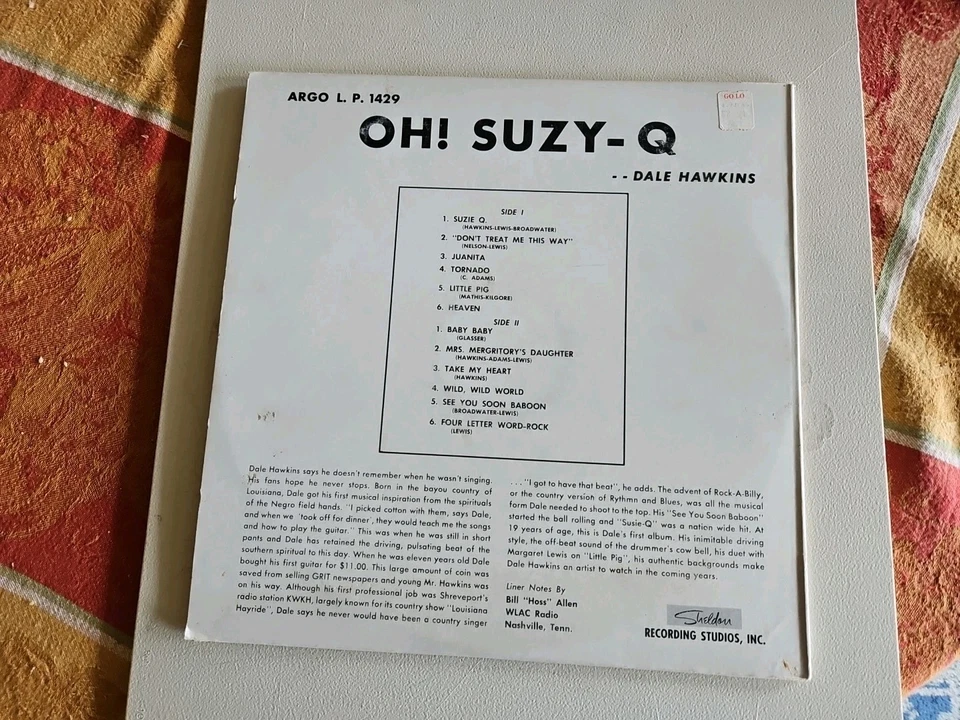 ARGO L. P. 1429
GO LO
OH! SUZY-Q
- - DALE HAWKINS
SIDE I
1. SUZIE Q.
(HAWKINS-LEWIS-BROADWATER)
2. "DON'T TREAT ME THIS WAY"
(NELSON-LEWIS)
3. JUANITA
4. TORNADO
(C. ADAMS)
5. LITTLE PIG
(MATHIS-KILGORE)
6. HEAVEN
SIDE II
1. BABY BABY
(GLASSER)
2. MRS. MERGRITORY'S DAUGHTER
(HAWKINS-ADAMS-LEWIS)
3. TAKE MY HEART
(HAWKINS)
4. WILD, WILD WORLD
5. SEE YOU SOON BABOON
(BROADWATER-LEWIS)
6. FOUR LETTER WORD-ROCK
(LEWIS)
Dale Hawkins says he doesn't remember when he wasn't singing.
His fans hope he never stops. Born in the bayou country of
Louisiana, Dale got his first musical inspiration from the spirituals
of the Negro field hands. "I picked cotton with them, says Dale,
and when we 'took off for dinner', they would teach me the songs
and how to play the guitar." This was when he was still in short
pants and Dale has retained the driving, pulsating beat of the
southern spiritual to this day. When he was eleven years old Dale
bought his first guitar for $11.00. This large amount of coin was
saved from selling GRIT newspapers and young Mr. Hawkins was
on his way. Although his first professional job was Shreveport's
radio station KWKH, largely known for its country show "Louisiana
Hayride", Dale says he never would have been a country singer
. . . "I got to have that beat", he adds. The advent of Rock-A-Billy,
or the country version of Rythmn and Blues, was all the musical
form Dale needed to shoot to the top. His "See You Soon Baboon"
started the ball rolling and "Susie-Q" was a nation wide hit. At
19 years of age, this is Dale's first album. His inimitable driving
style, the off-beat sound of the drummer's cow bell, his duet with
Margaret Lewis on "Little Pig", his authentic backgrounds make
Dale Hawkins an artist to watch in the coming years.
Liner Notes By
Bill "Hoss" Allen
WLAC Radio
Nashville, Tenn.
Sheldon
RECORDING STUDIOS, INC.